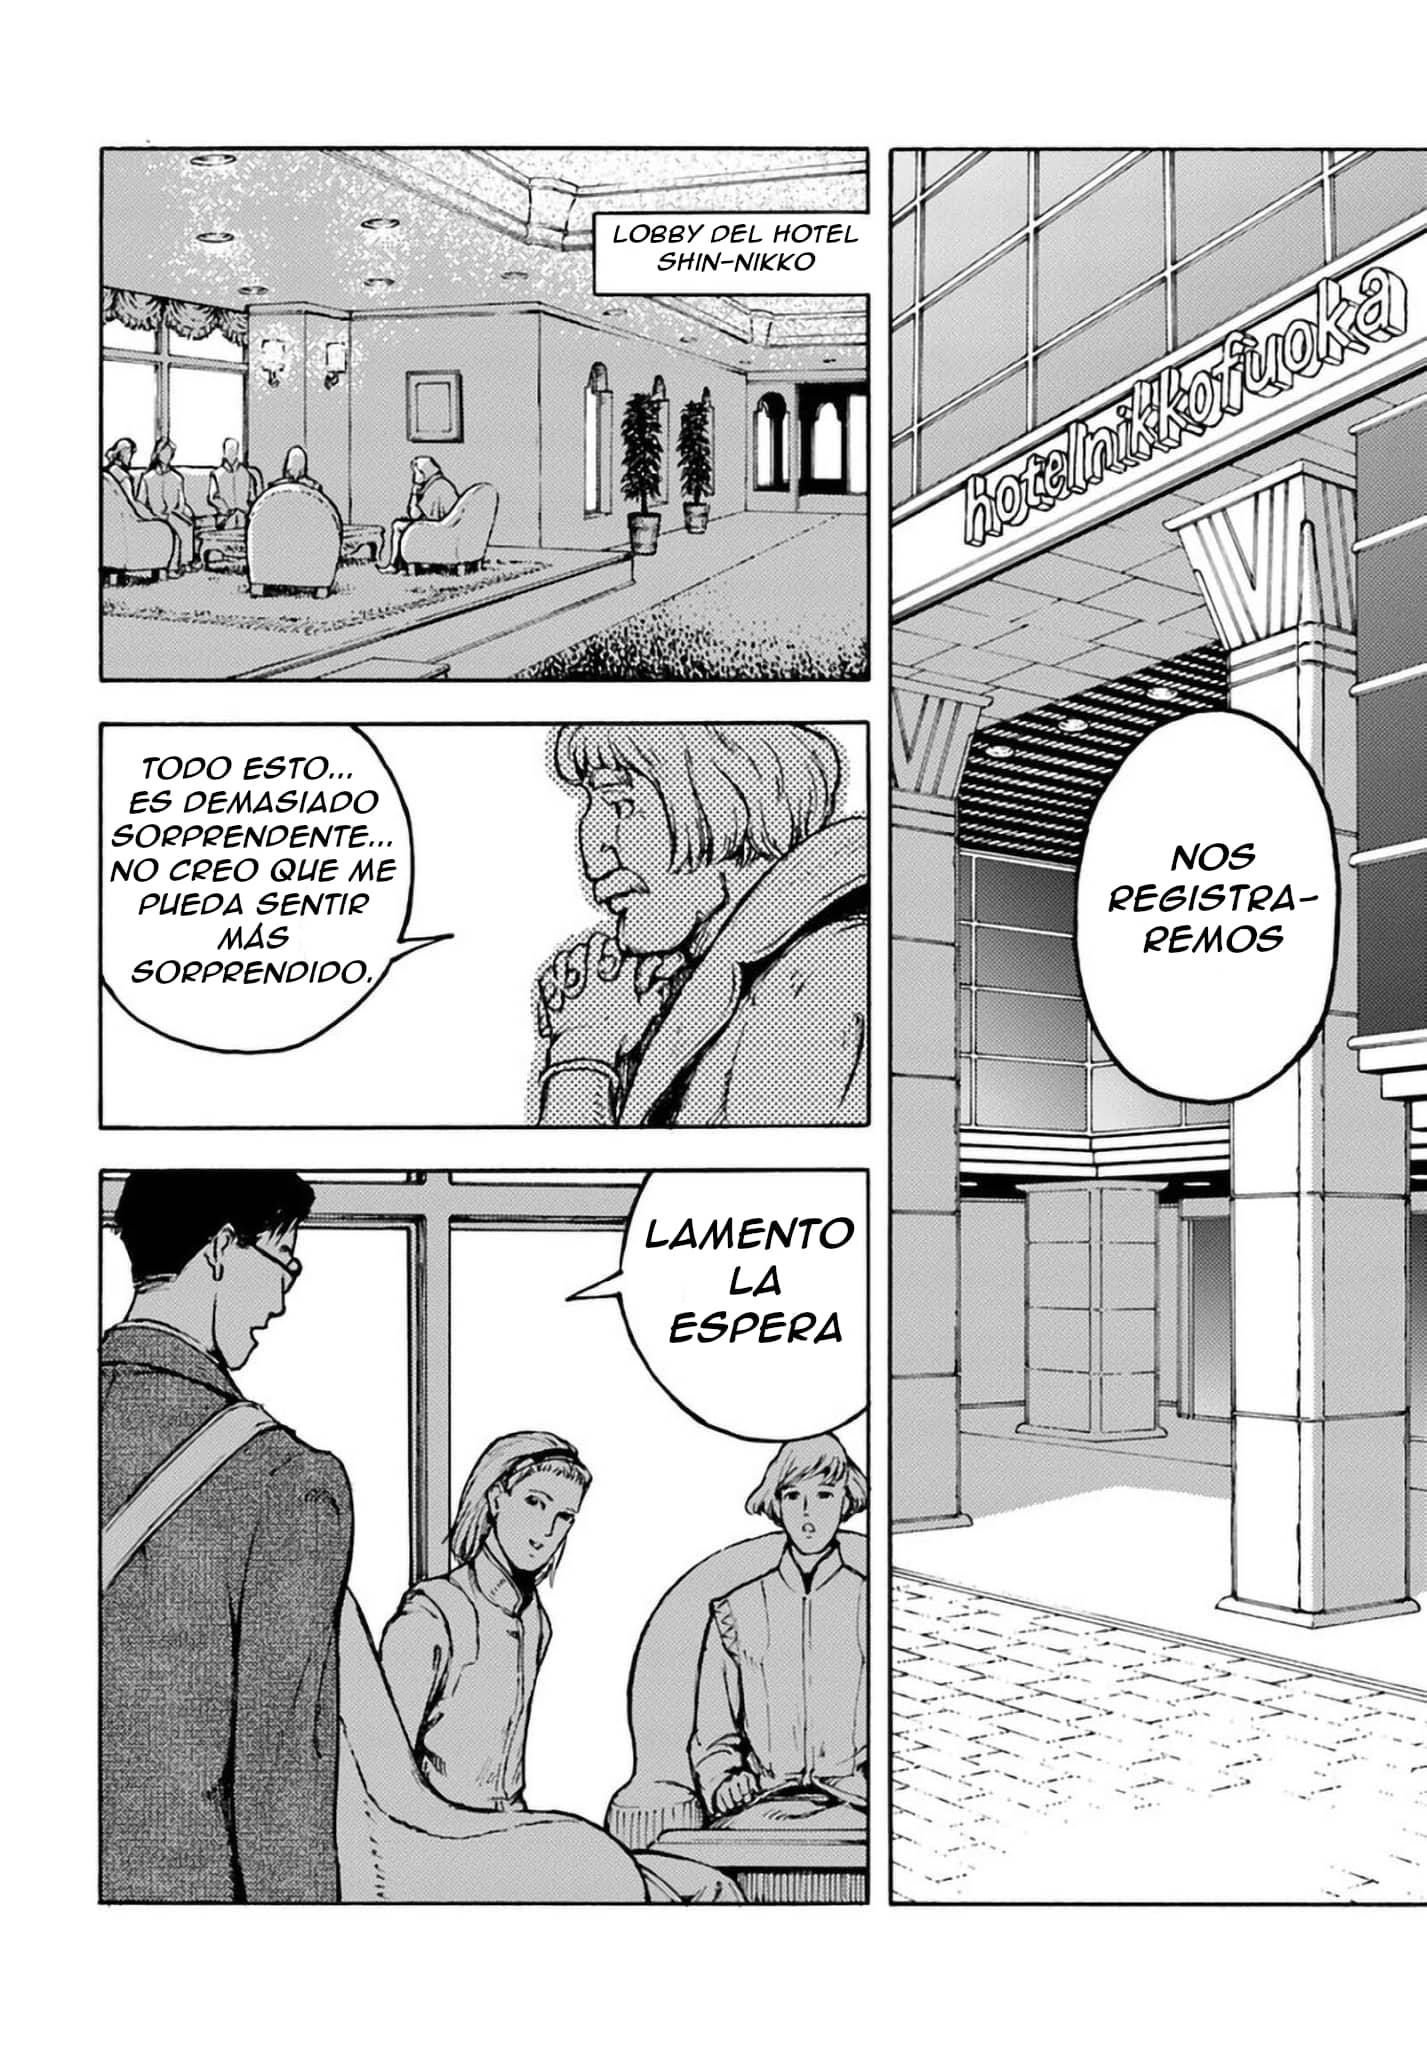 hotelnikkofuoka
NOS
REGISTRA-
REMOS
LOBBY DEL HOTEL
SHIN-NIKKO
TODO ESTO...
ES DEMASIADO
SORPRENDENTE...
NO CREO QUE ME
PUEDA SENTIR
MÁS
SORPRENDIDO.
LAMENTO
LA
ESPERA